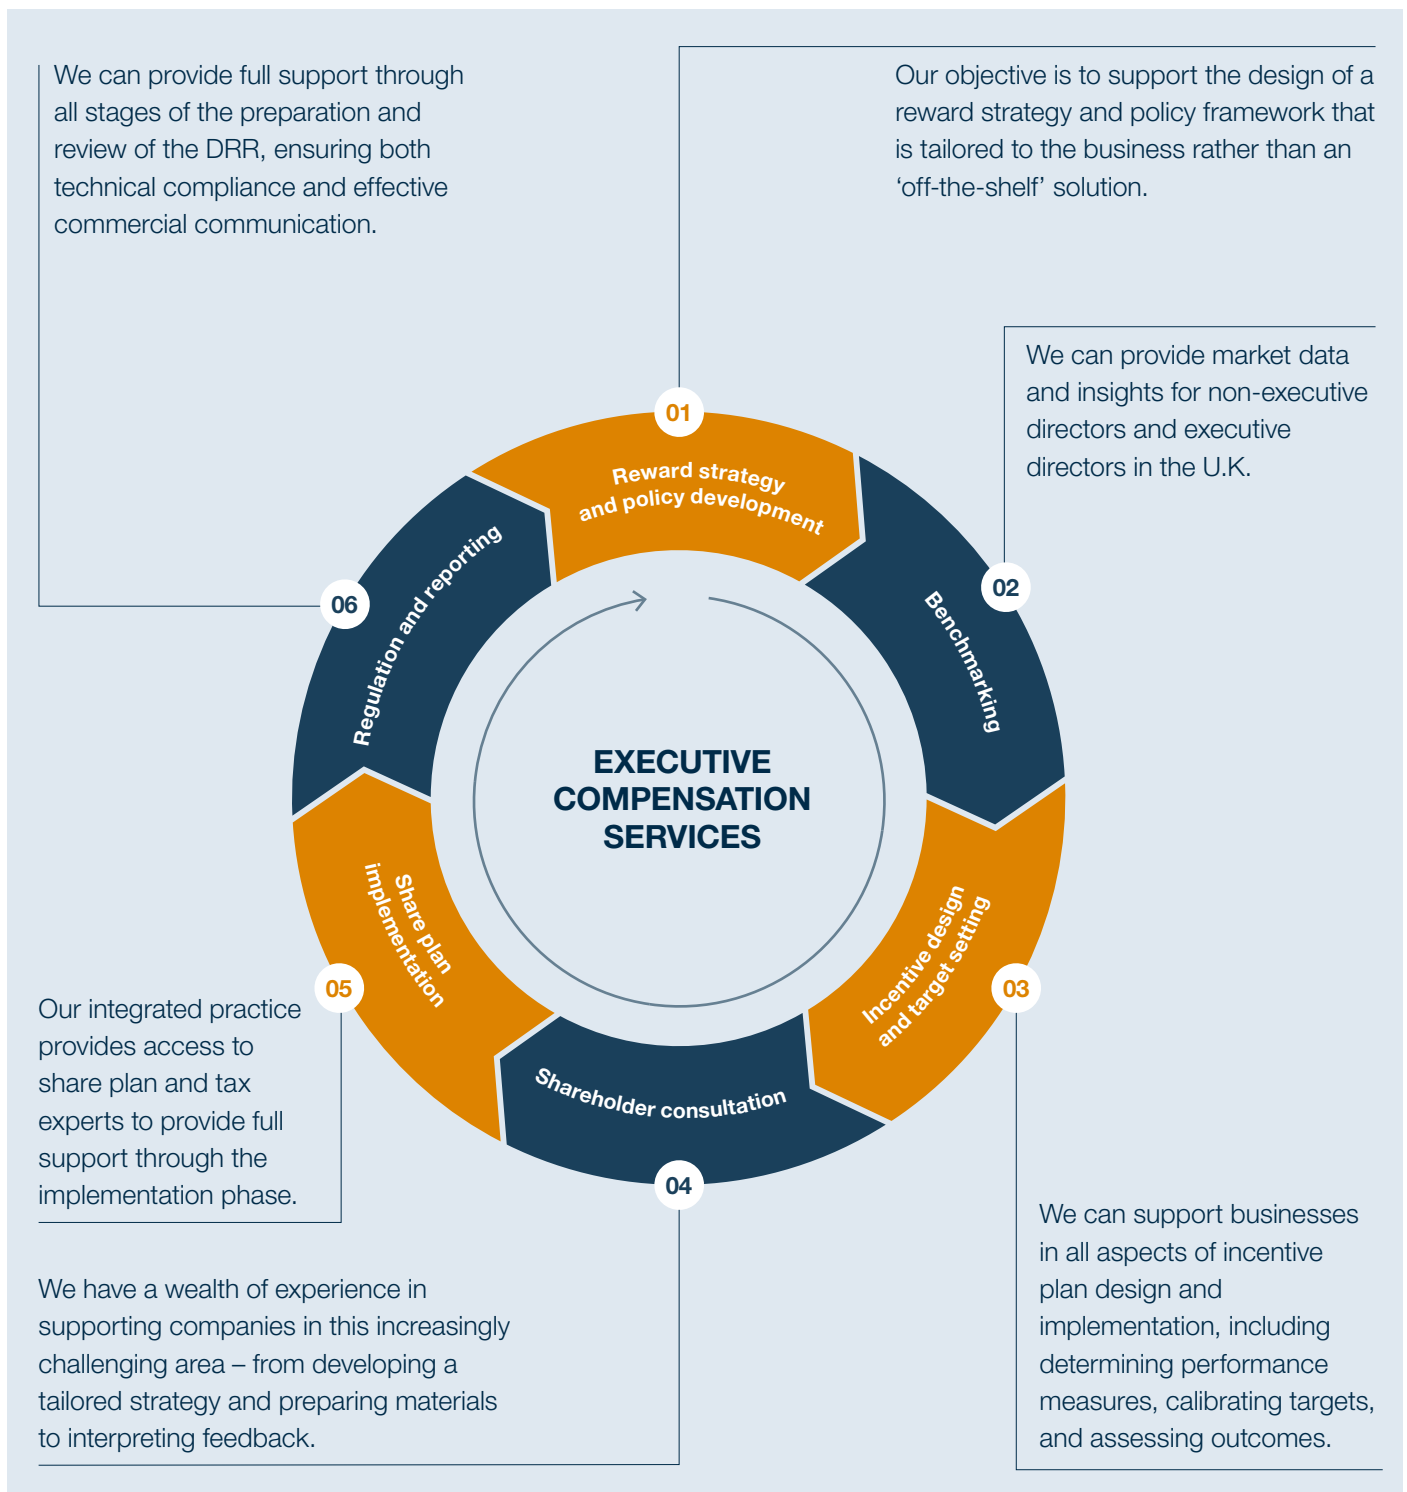 We can provide full support through
all stages of the preparation and
review of the DRR, ensuring both
technical compliance and effective
commercial communication.
Our objective is to support the design of a
reward strategy and policy framework that
is tailored to the business rather than an
‘off-the-shelf’ solution.
We can provide market data
and insights for non-executive
directors and executive
directors in the U.K.
01
Reward strategy
and policy development
02
Benchmarking
06
Regulation and reporting
EXECUTIVE
COMPENSATION
SERVICES
03
Incentive design
and target setting
04
Shareholder consultation
05
Share plan
implementation
Our integrated practice
provides access to
share plan and tax
experts to provide full
support through the
implementation phase.
We have a wealth of experience in
supporting companies in this increasingly
challenging area – from developing a
tailored strategy and preparing materials
to interpreting feedback.
We can support businesses
in all aspects of incentive
plan design and
implementation, including
determining performance
measures, calibrating targets,
and assessing outcomes.